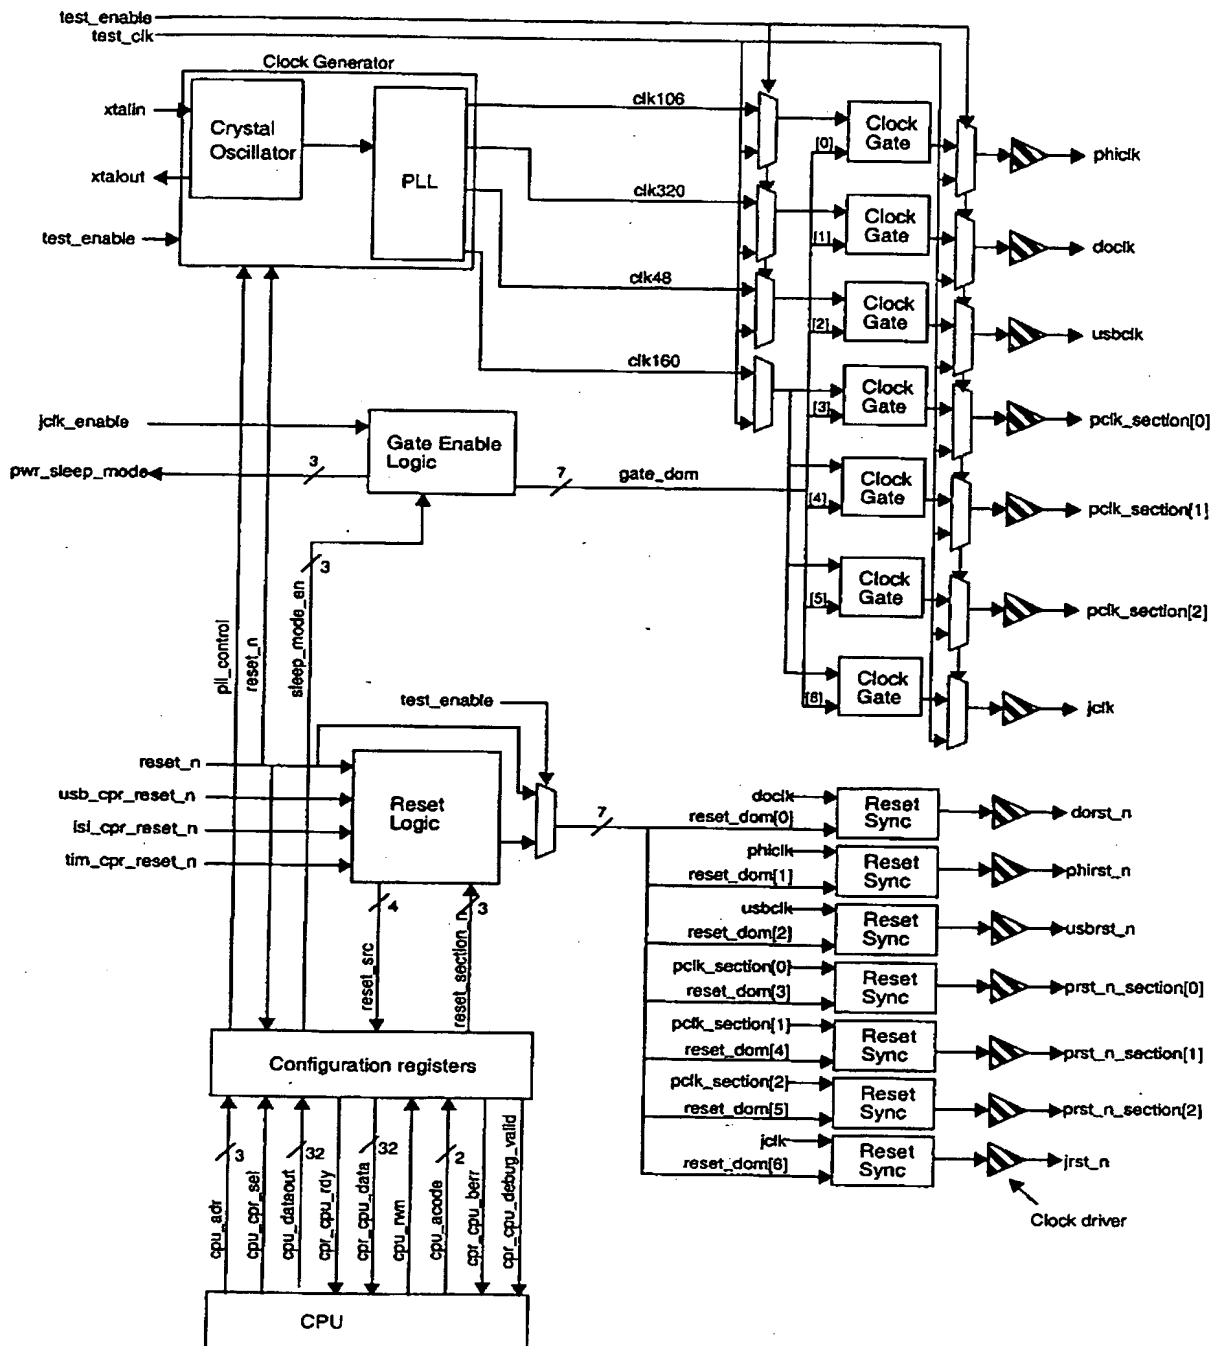 test_enable
test_clk
Clock Generator
xtalin
Crystal
Oscillator
PLL
xtalout
test_enable
clk106
clk320
clk48
clk160
Clock
Gate
[0]
phiclk
Clock
Gate
[1]
doclk
Clock
Gate
[2]
usbclk
Clock
Gate
[3]
pclk_section[0]
jclk_enable
Gate Enable
Logic
pwr_sleep_mode
3
7
gate_dom
Clock
Gate
[4]
pclk_section[1]
3
Clock
Gate
[5]
pclk_section[2]
pll_control
reset_n
sleep_mode_en
Clock
Gate
[8]
jclk
test_enable
reset_n
usb_cpr_reset_n
isi_cpr_reset_n
tim_cpr_reset_n
Reset
Logic
7
4
3
reset_src
reset_section_n
doclk
reset_dom[0]
Reset
Sync
dorst_n
phiclk
reset_dom[1]
Reset
Sync
phirst_n
usbclk
reset_dom[2]
Reset
Sync
usbrst_n
pclk_section[0]
reset_dom[3]
Reset
Sync
prst_n_section[0]
pclk_section[1]
reset_dom[4]
Reset
Sync
prst_n_section[1]
pclk_section[2]
reset_dom[5]
Reset
Sync
prst_n_section[2]
jclk
reset_dom[6]
Reset
Sync
jrst_n
Clock driver
Configuration registers
3
32
32
2
cpu_adr
cpu_cpr_sel
cpu_dataout
cpr_cpu_rdy
cpr_cpu_data
cpu_rwn
cpu_acode
cpr_cpu_berr
cpr_cpu_debug_valid
CPU